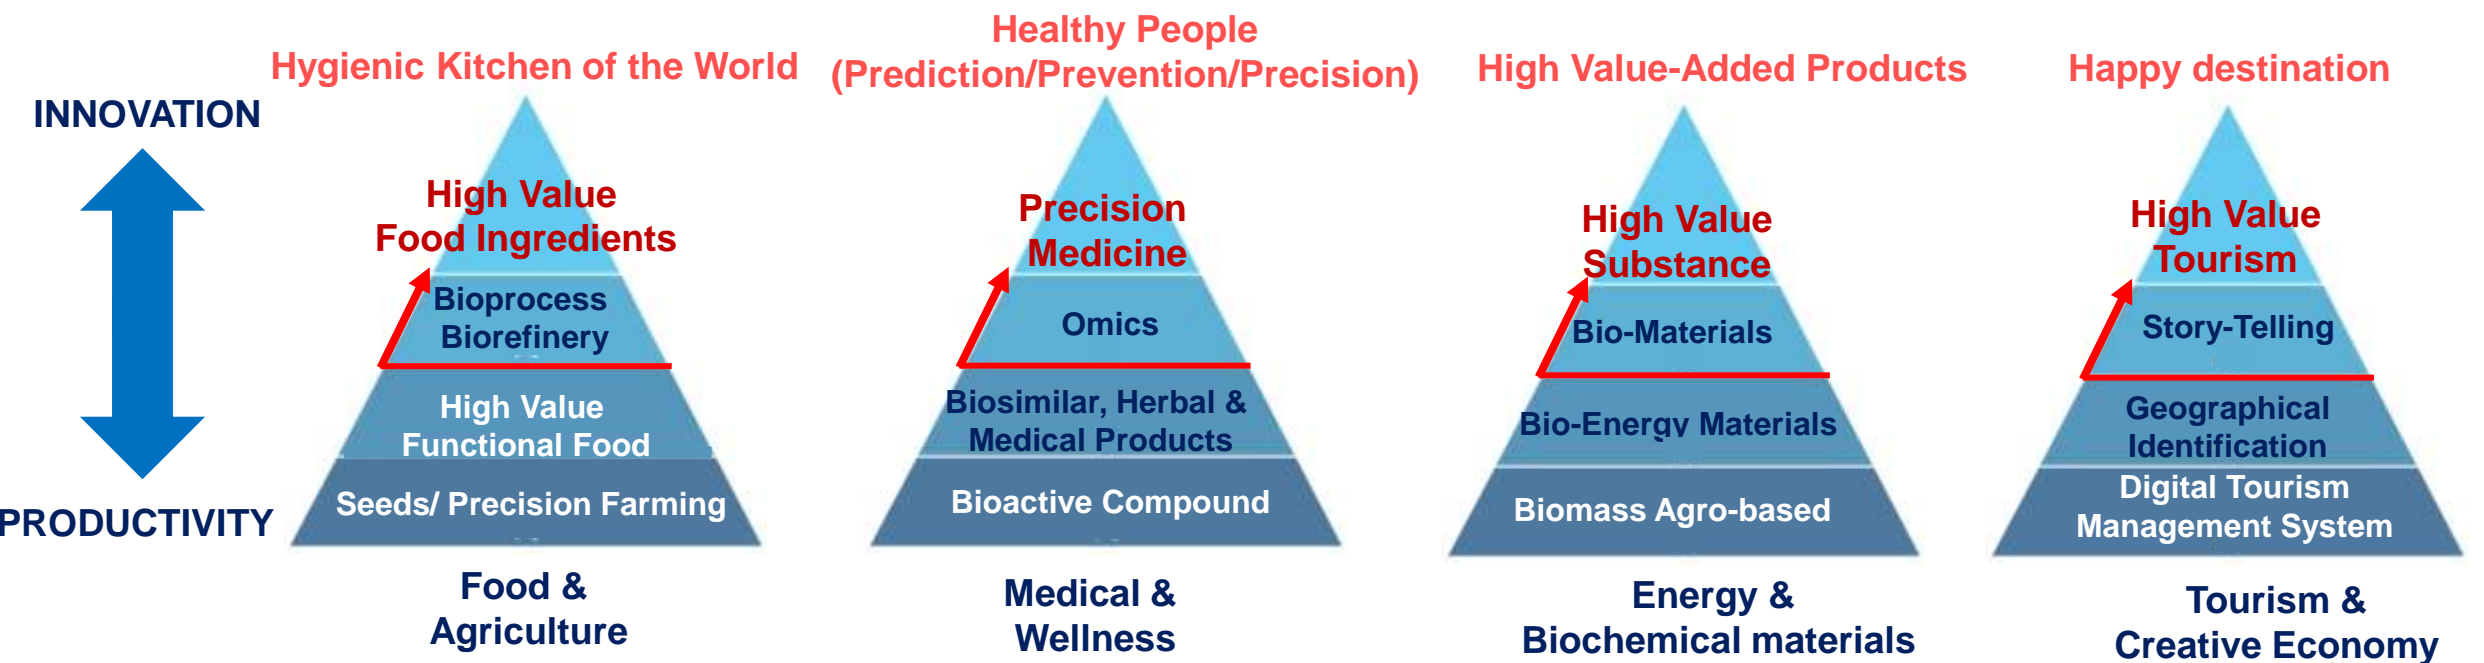 INNOVATION
PRODUCTIVITY
Hygienic Kitchen of the World
High Value
Food Ingredients
Bioprocess
Biorefinery
High Value
Functional Food
Seeds/ Precision Farming
Food &
Agriculture
Healthy People
(Prediction/Prevention/Precision)
Precision
Medicine
Omics
Biosimilar, Herbal &
Medical Products
Bioactive Compound
Medical &
Wellness
High Value-Added Products
High Value
Substance
Bio-Materials
Bio-Energy Materials
Biomass Agro-based
Energy &
Biochemical materials
Happy destination
High Value
Tourism
Story-Telling
Geographical
Identification
Digital Tourism
Management System
Tourism &
Creative Economy